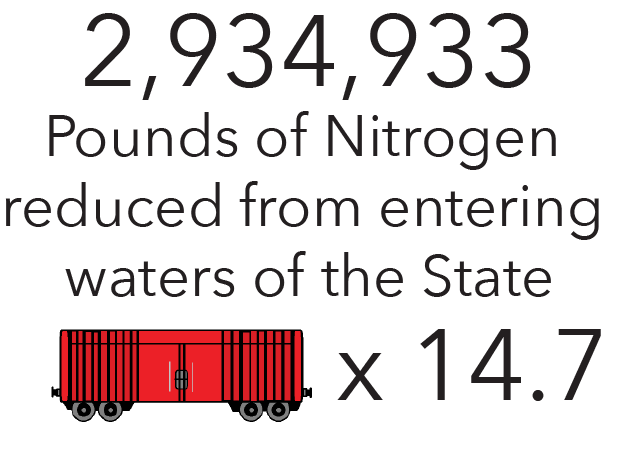 2,934,933
Pounds of Nitrogen
reduced from entering
waters of the State
x 14.7